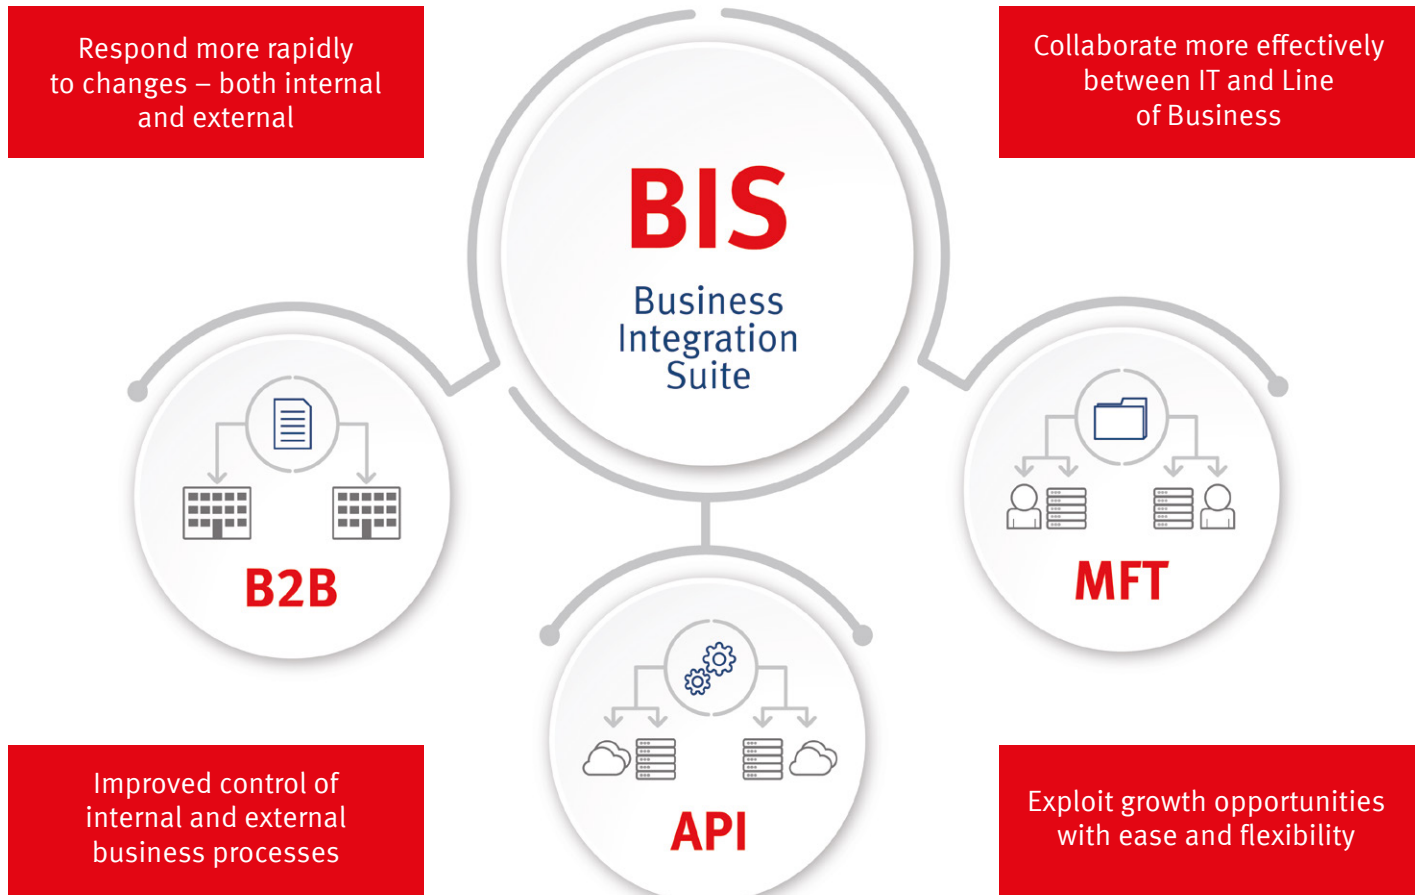 Respond more rapidly
to changes – both internal
and external
Collaborate more effectively
between IT and Line
of Business
BIS
Business
Integration
Suite
B2B
MFT
API
Improved control of
internal and external
business processes
Exploit growth opportunities
with ease and flexibility